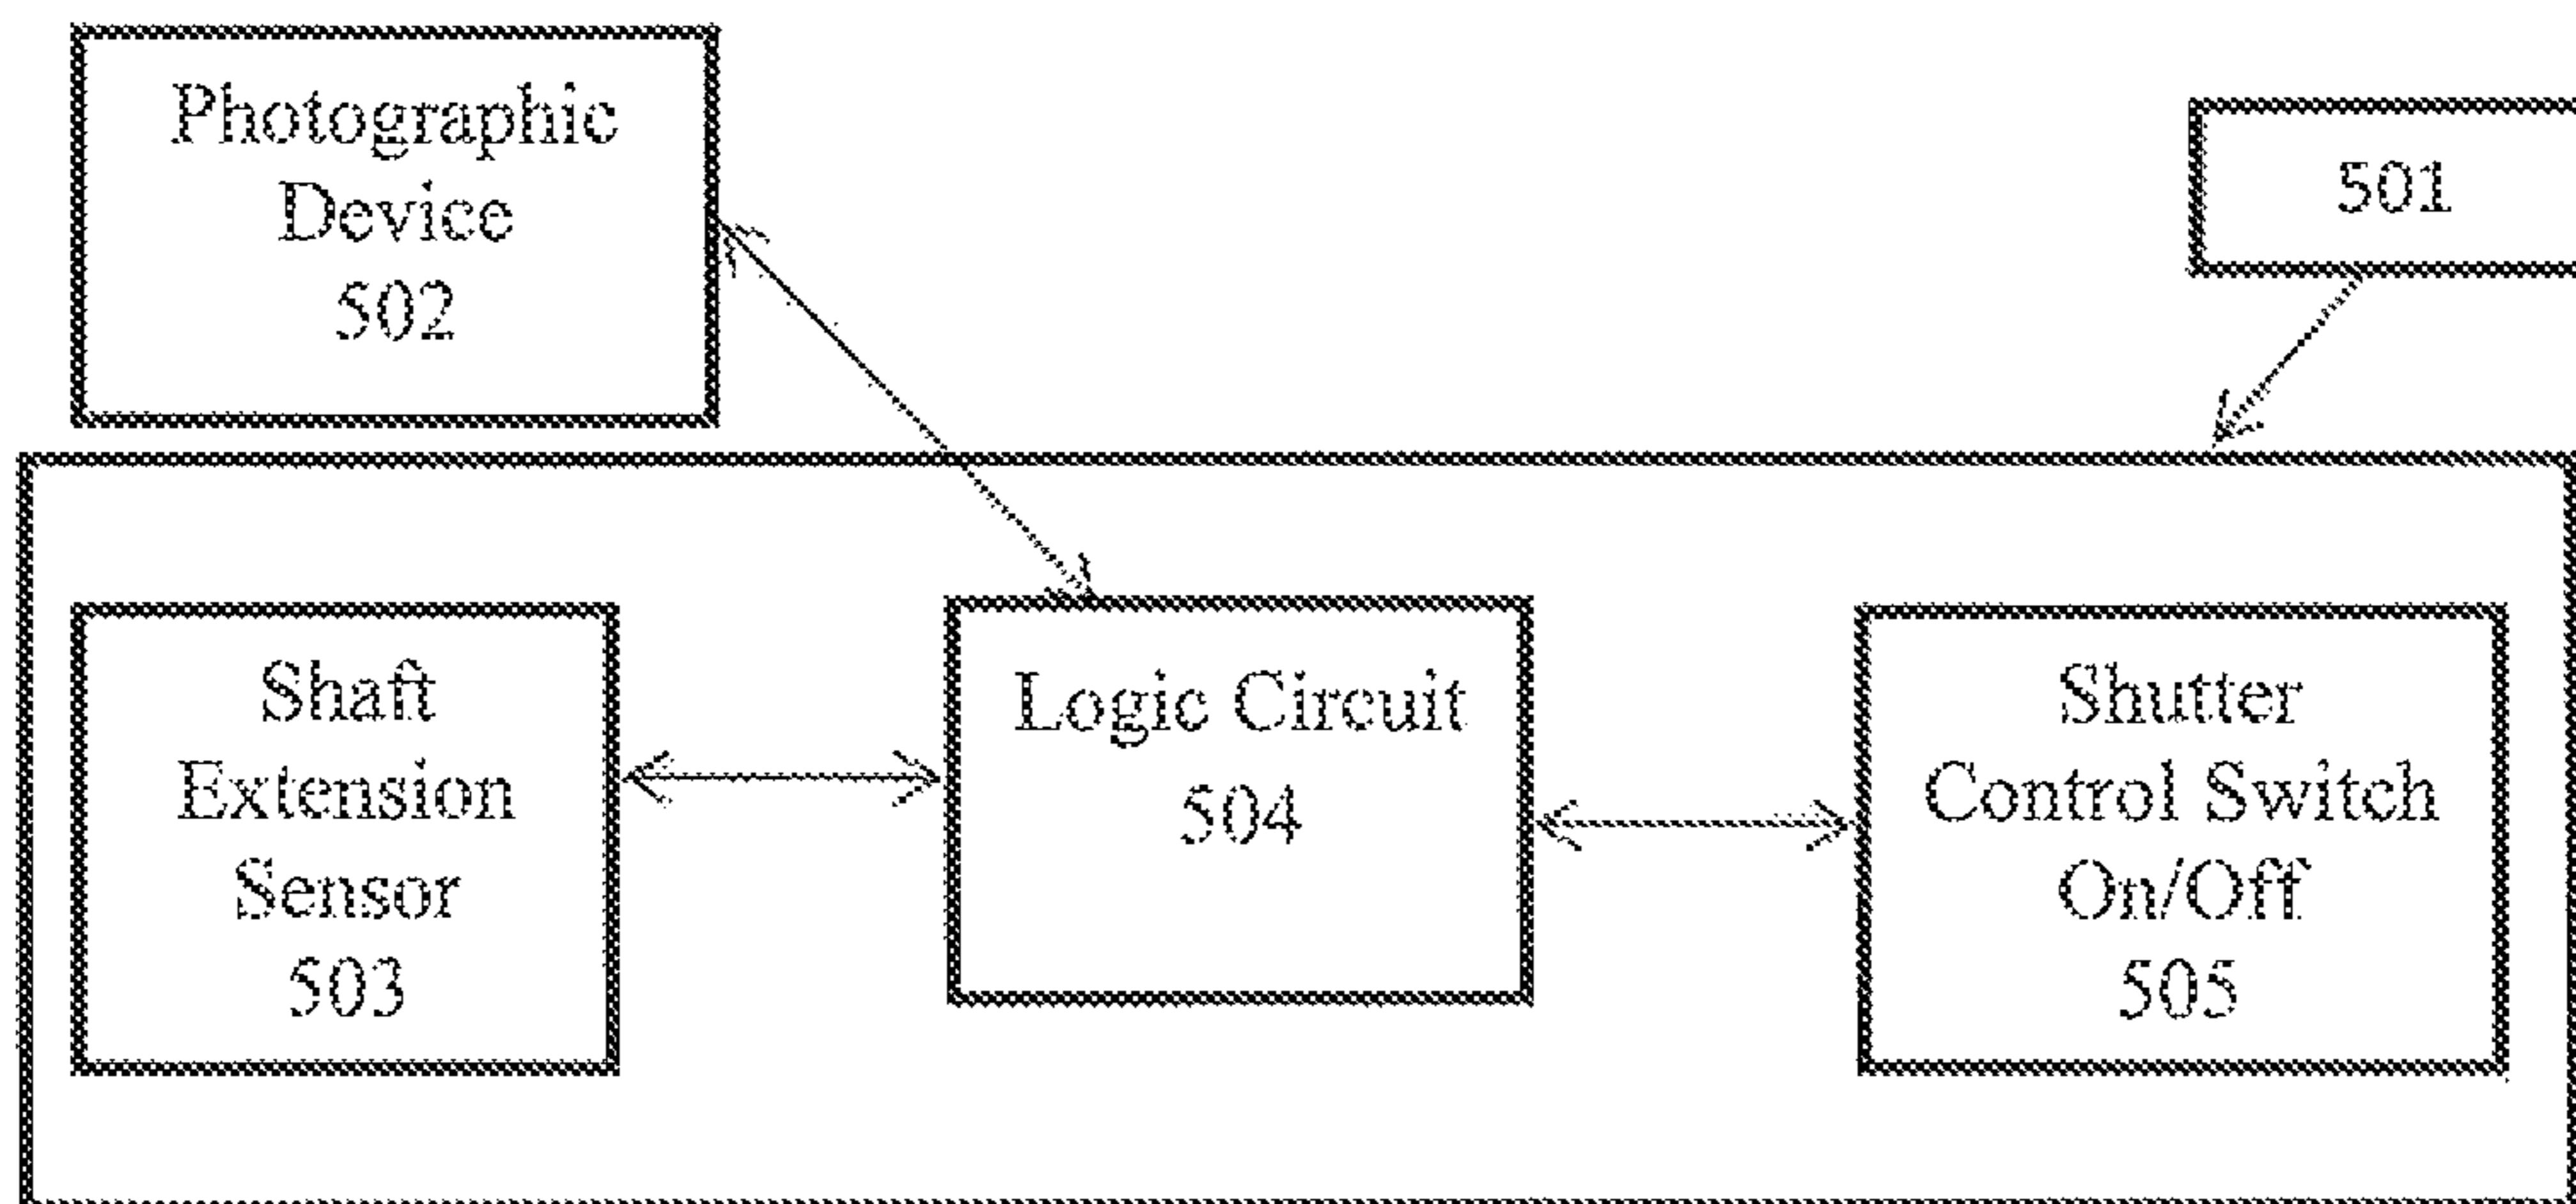 Photographic
Device
502
501
Shaft
Extension
Sensor
503
Logic Circuit
504
Shutter
Control Switch
On/Off
505